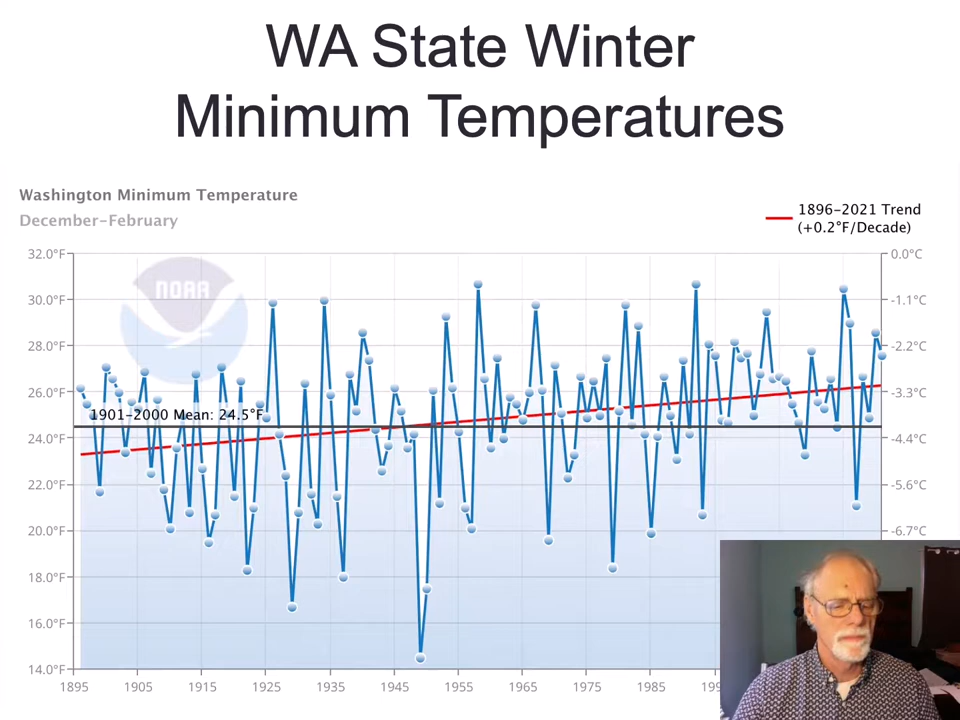 WA State Winter
Minimum Temperatures
Washington Minimum Temperature
December-February
1896-2021 Trend
(+0.2°F/Decade)
32.0°F
0.0°C
NOAA
30.0°F
-1.1°C
28.0°F
-2.2°C
26.0°F
-3.3°C
1901-2000 Mean: 24.5°F
24.0°F
-4.4°C
22.0°F
-5.6°C
20.0°F
-6.7°C
18.0°F
16.0°F
14.0°F
1895 1905 1915 1925 1935 1945 1955 1965 1975 1985